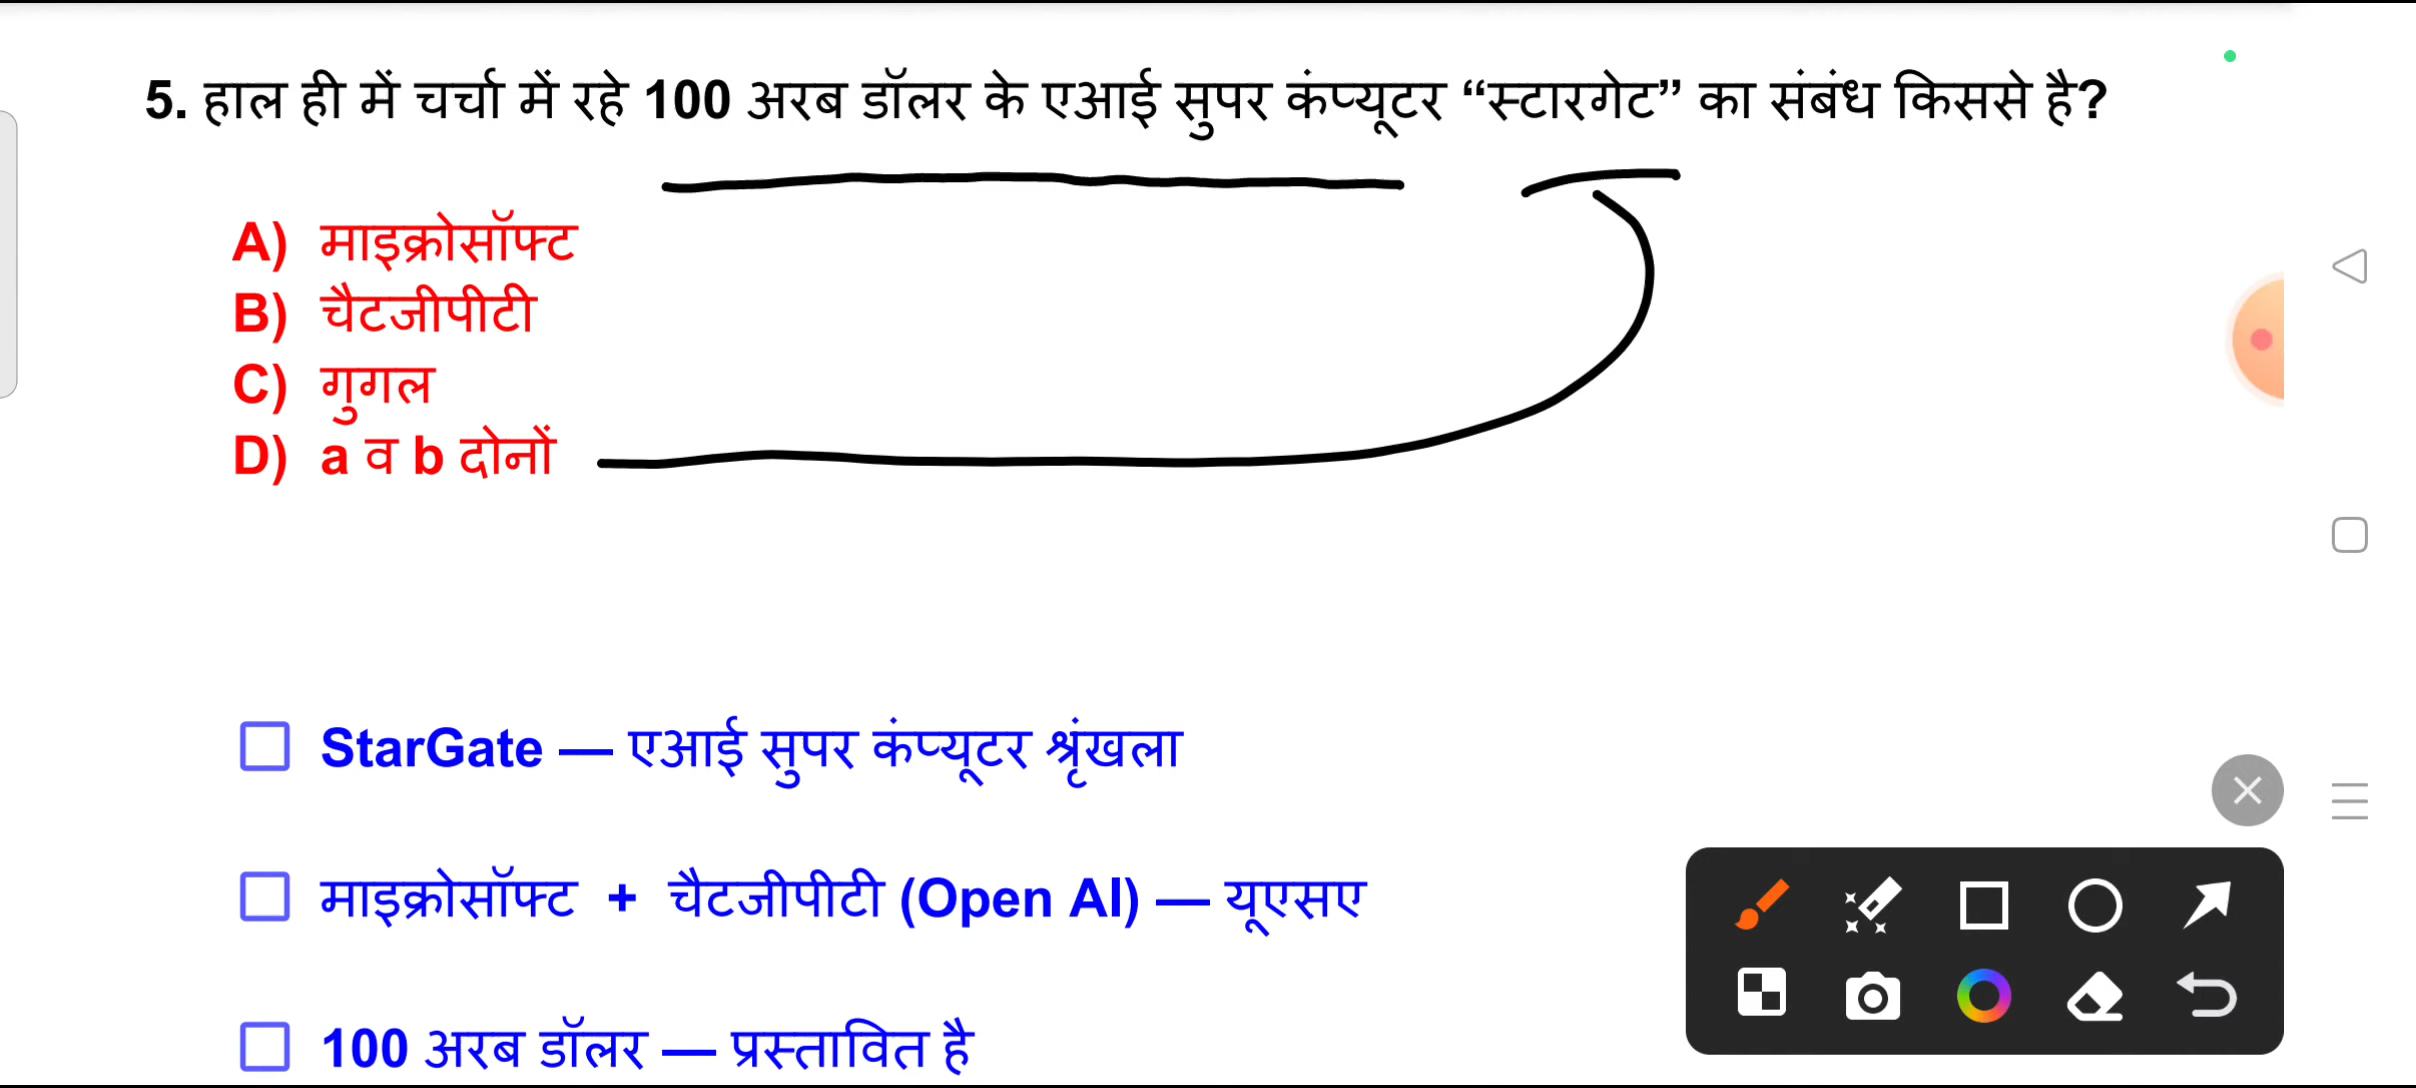 5. हाल ही में चर्चा में रहे 100 अरब डॉलर के एआई सुपर कंप्यूटर “स्टारगेट” का संबंध किससे है?
A) माइक्रोसॉफ्ट
B) चैटजीपीटी
C) गुगल
D) a व b दोनों
StarGate — एआई सुपर कंप्यूटर श्रृंखला
माइक्रोसॉफ्ट + चैटजीपीटी (Open AI) — यूएसए
100 अरब डॉलर — प्रस्तावित है